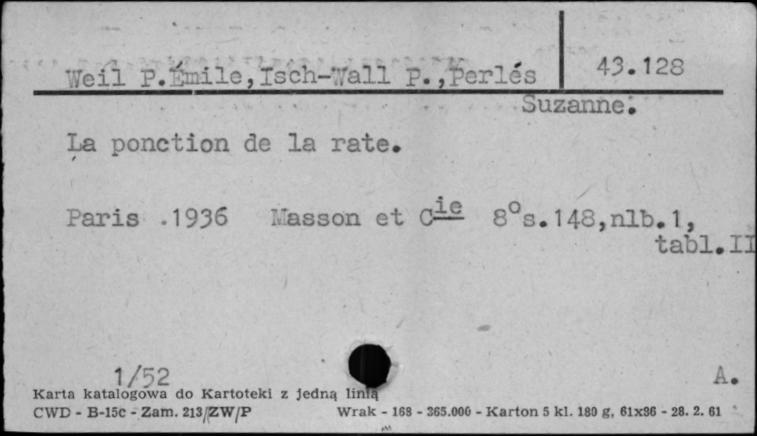 Weil P.Émile,Isch-Wall P.,Perlés 43.128
Suzanne.
La ponction de la rate.
Paris .1936 Masson et Cie 8°s.148,nlb.1,
tabl.II
1/52 A.
Karta katalogowa do Kartoteki z jedną linią
CWD - B-15c - Zam. 213/ZW/P Wrak - 168 - 365.000 - Karton 5 kl. 180 g, 61x86 - 28. 2. 61